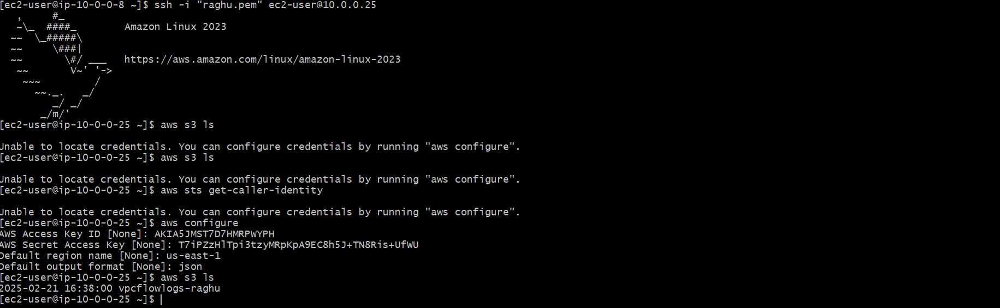 [ec2-user@ip-10-0-0-8 ~]$ ssh -i "raghu.pem" ec2-user@10.0.0.25
   ,     #_
   ~\_  ####_        Amazon Linux 2023
  ~~  \_#####\
  ~~     \###|
  ~~       \#/ ___   https://aws.amazon.com/linux/amazon-linux-2023
   ~~       V~' '->
    ~~~         /
      ~~._.   _/
         _/ _/
       _/m/'
[ec2-user@ip-10-0-0-25 ~]$ aws s3 ls
Unable to locate credentials. You can configure credentials by running "aws configure".
[ec2-user@ip-10-0-0-25 ~]$ aws s3 ls
Unable to locate credentials. You can configure credentials by running "aws configure".
[ec2-user@ip-10-0-0-25 ~]$ aws sts get-caller-identity
Unable to locate credentials. You can configure credentials by running "aws configure".
[ec2-user@ip-10-0-0-25 ~]$ aws configure
AWS Access Key ID [None]: AKIA5JMST7D7HMRPWYPH
AWS Secret Access Key [None]: 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
Default region name [None]: us-east-1
Default output format [None]: json
[ec2-user@ip-10-0-0-25 ~]$ aws s3 ls
2025-02-21 16:38:00 vpcflowlogs-raghu
[ec2-user@ip-10-0-0-25 ~]$